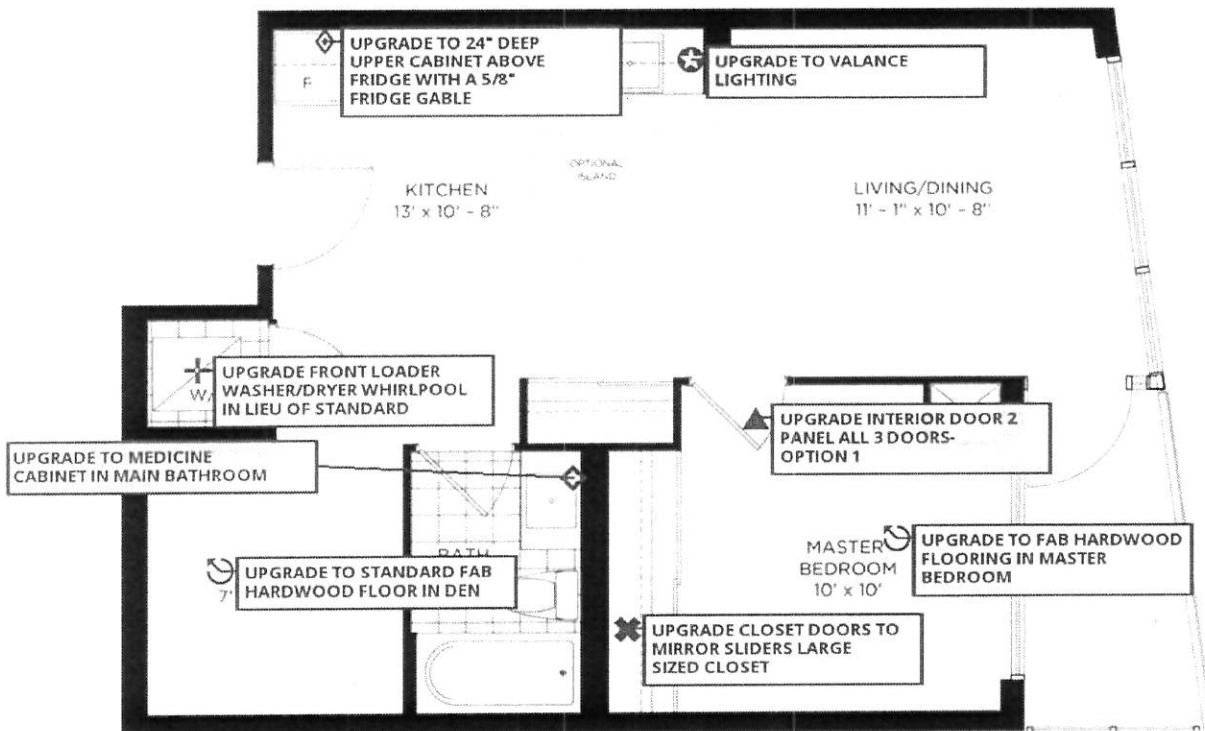 UPGRADE TO 24" DEEP
UPPER CABINET ABOVE
FRIDGE WITH A 5/8"
FRIDGE GABLE
F
UPGRADE TO VALANCE
LIGHTING
OPTIONAL
ISLAND
KITCHEN
13' x 10' - 8"
LIVING/DINING
11' - 1" x 10' - 8"
UPGRADE FRONT LOADER
WASHER/DRYER WHIRLPOOL
IN LIEU OF STANDARD
W/
UPGRADE INTERIOR DOOR 2
PANEL ALL 3 DOORS-
OPTION 1
UPGRADE TO MEDICINE
CABINET IN MAIN BATHROOM
BATH
UPGRADE TO STANDARD FAB
HARDWOOD FLOOR IN DEN
7'
MASTER
BEDROOM
10' x 10'
UPGRADE TO FAB HARDWOOD
FLOORING IN MASTER
BEDROOM
UPGRADE CLOSET DOORS TO
MIRROR SLIDERS LARGE
SIZED CLOSET